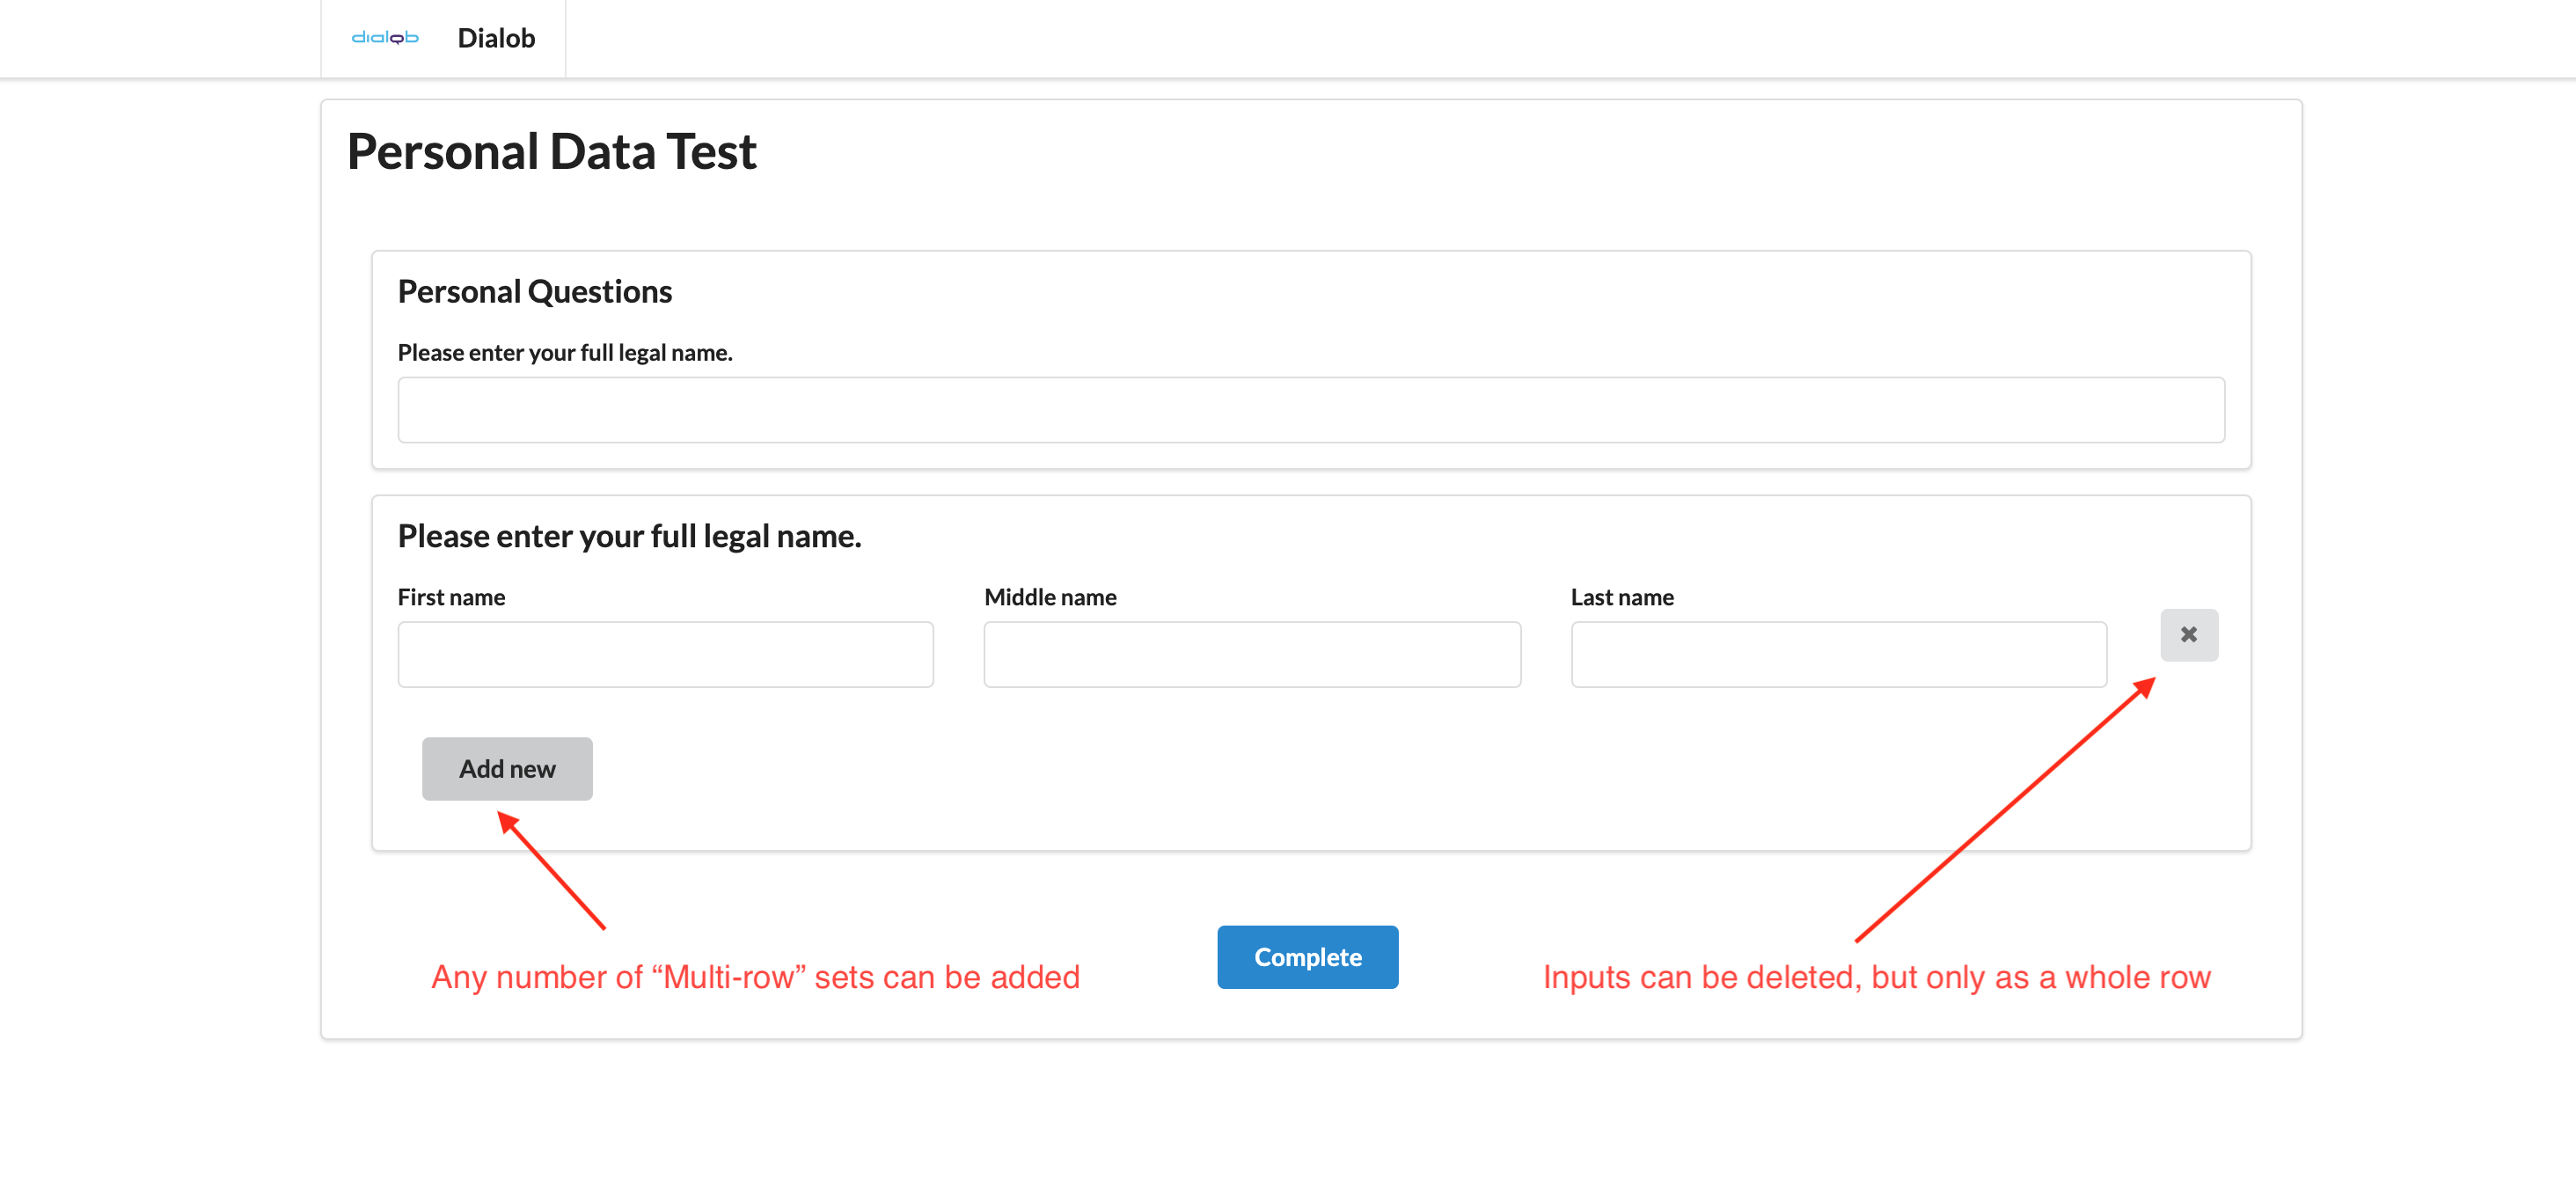 dialob Dialob
Personal Data Test
Personal Questions
Please enter your full legal name.
Please enter your full legal name.
First name Middle name Last name
Add new
Complete
Any number of “Multi-row” sets can be added
Inputs can be deleted, but only as a whole row